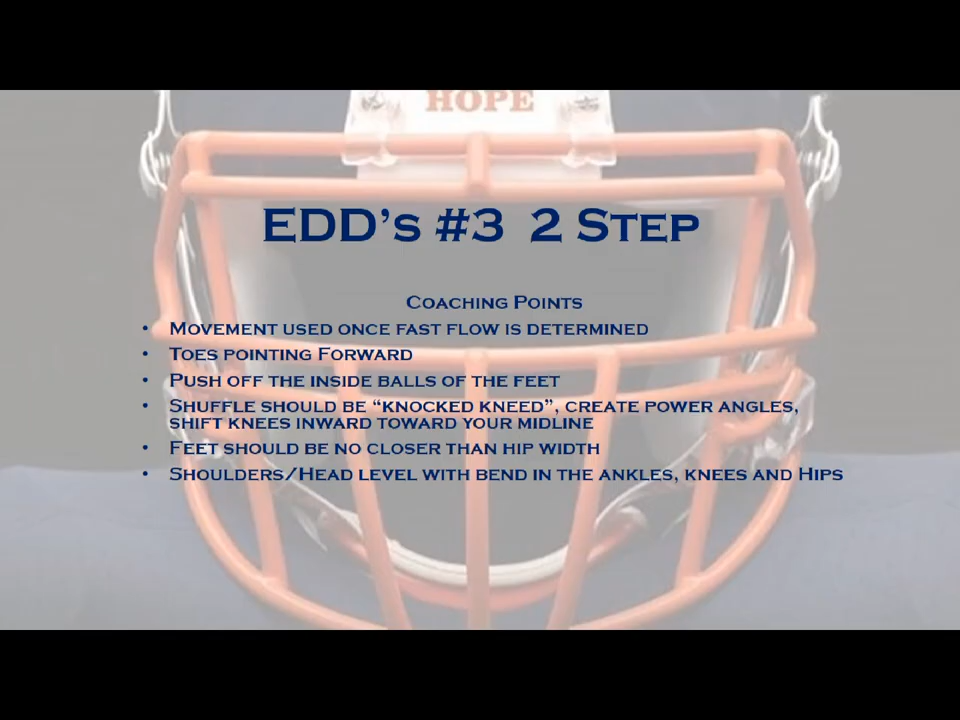 HOPE
EDD's #3 2 Step
Coaching Points
• Movement used once fast flow is determined
• Toes pointing Forward
• Push off the inside balls of the feet
• Shuffle should be “knocked kneed”, create power angles,
shift knees inward toward your midline
• Feet should be no closer than hip width
• Shoulders/Head level with bend in the ankles, knees and Hips